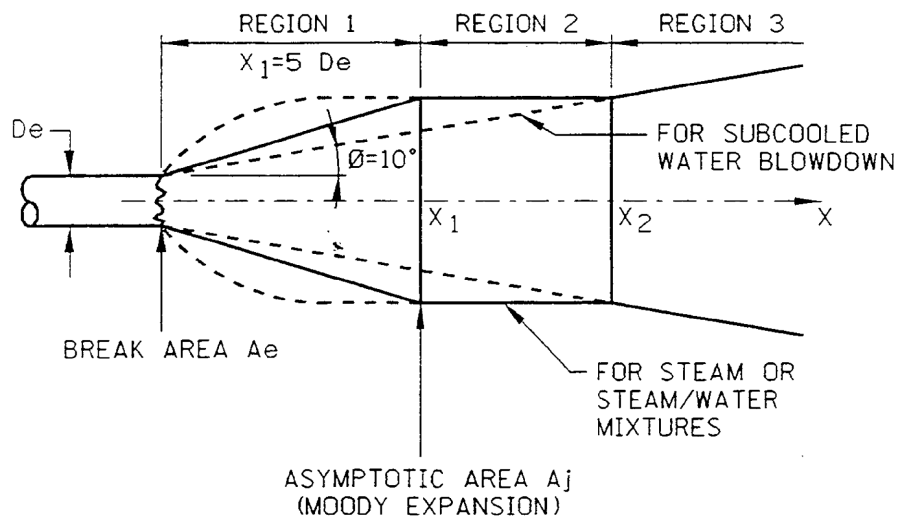 REGION 1
REGION 2
REGION 3
X1=5 De
De
Ø=10°
FOR SUBCOOLED
WATER BLOWDOWN
X1
X2
X
BREAK AREA Ae
FOR STEAM OR
STEAM/WATER
MIXTURES
ASYMPTOTIC AREA Aj
(MOODY EXPANSION)